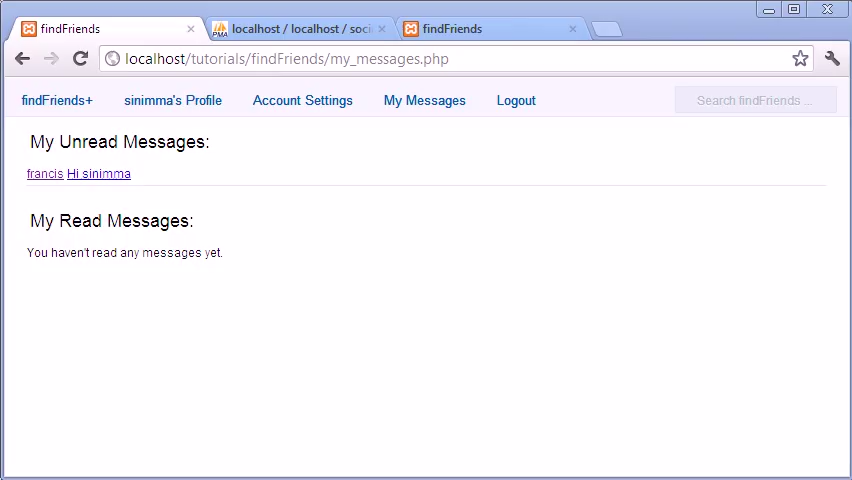 findFriends
localhost / localhost / soci
findFriends
localhost/tutorials/findFriends/my_messages.php
findFriends+ sinimma's Profile Account Settings My Messages Logout Search findFriends ...
My Unread Messages:
francis Hi sinimma
My Read Messages:
You haven't read any messages yet.
PMA